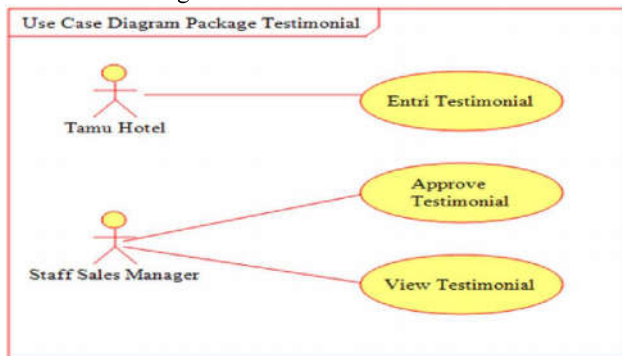 Use Case Diagram Package Testimonial
Tamu Hotel
Entri Testimonial
Approve
Testimonial
Staff Sales Manager
View Testimonial